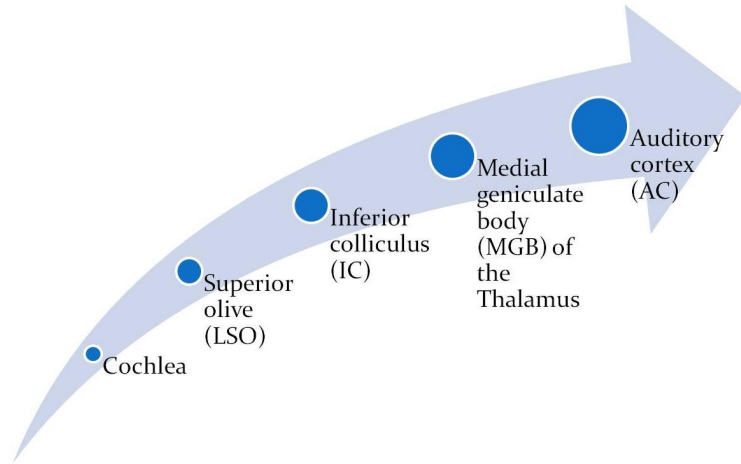 Cochlea
Superior
olive
(LSO)
Inferior
colliculus
(IC)
Medial
geniculate
body
(MGB) of
the
Thalamus
Auditory
cortex
(AC)